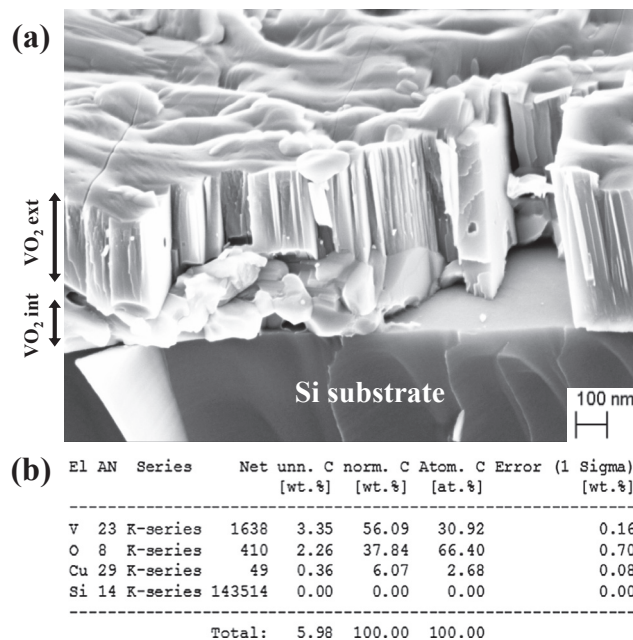 (a)
VO2 ext
VO2 int
Si substrate
100 nm
(b)
El AN Series Net unn. C norm. C Atom. C Error (1 Sigma)
[wt.%] [wt.%] [at.%] [wt.%]
-----------------------------------------------------------------------
V 23 K-series 1638 3.35 56.09 30.92 0.16
O 8 K-series 410 2.26 37.84 66.40 0.70
Cu 29 K-series 49 0.36 6.07 2.68 0.08
Si 14 K-series 143514 0.00 0.00 0.00 0.00
-----------------------------------------------------------------------
Total: 5.98 100.00 100.00